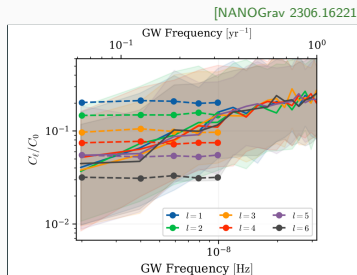 [NANOGrav 2306.16221
GW Frequency [yr⁻¹]
10⁻¹ 10⁰
C_ℓ/C_0
10⁻¹
10⁻²
l = 1 l = 3 l = 5
l = 2 l = 4 l = 6
10⁻⁸
GW Frequency [Hz]